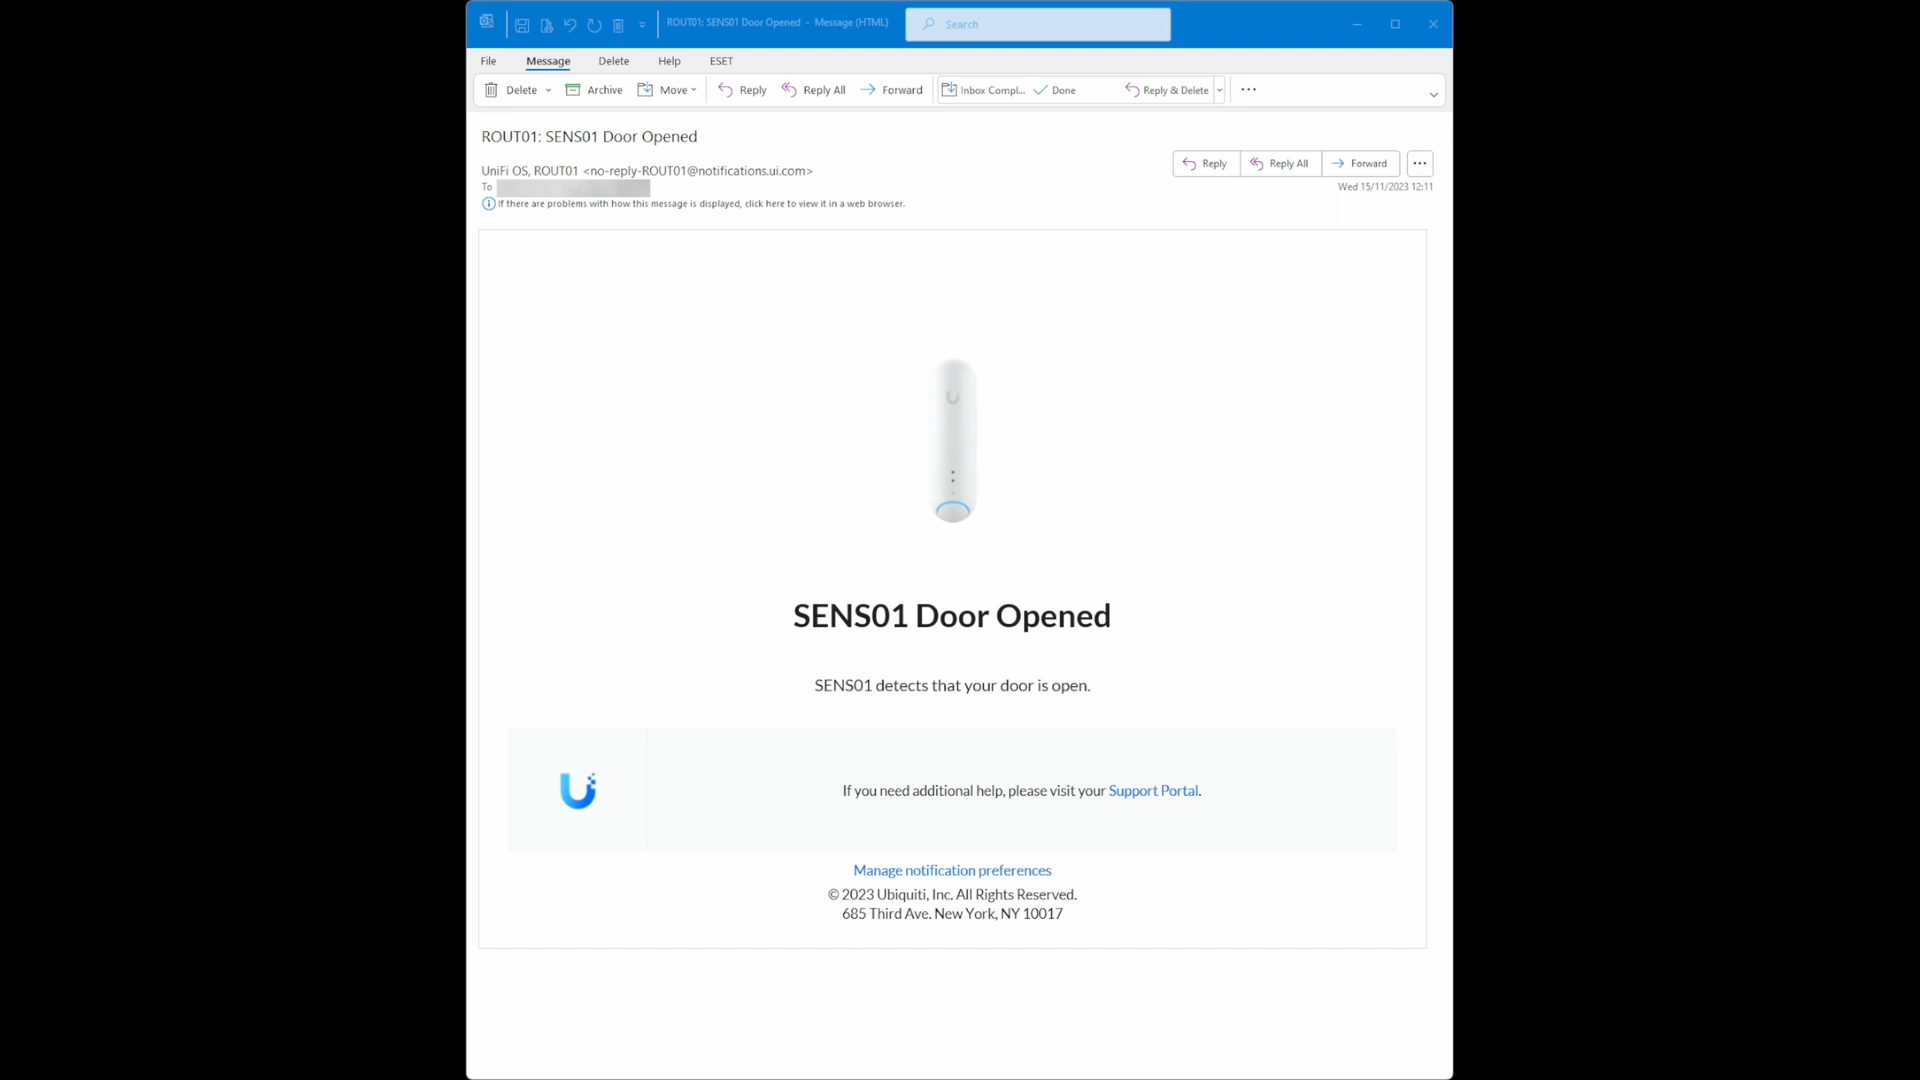 ROUT01: SENS01 Door Opened - Message (HTML)
Search
File Message Delete Help ESET
Delete Archive Move Reply Reply All Forward Inbox Compl... Done Reply & Delete ...
ROUT01: SENS01 Door Opened
UniFi OS, ROUT01 <no-reply-ROUT01@notifications.ui.com>
Reply Reply All Forward ...
To
Wed 15/11/2023 12:11
If there are problems with how this message is displayed, click here to view it in a web browser.
SENS01 Door Opened
SENS01 detects that your door is open.
If you need additional help, please visit your Support Portal.
Manage notification preferences
© 2023 Ubiquiti, Inc. All Rights Reserved.
685 Third Ave. New York, NY 10017